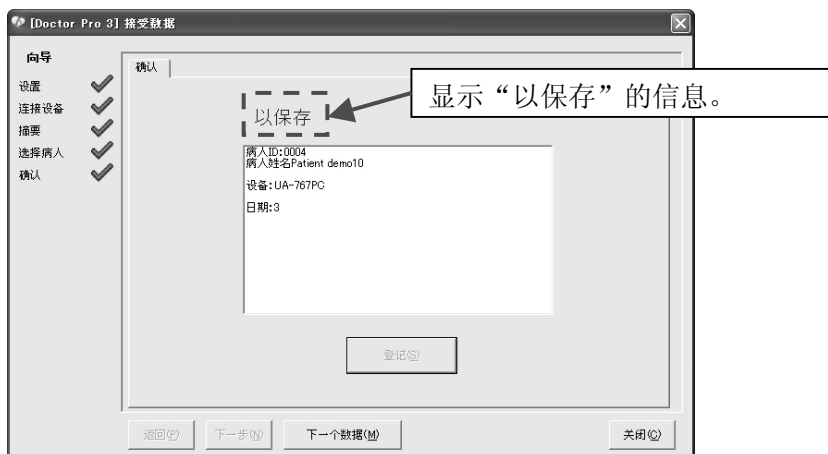 [Doctor Pro 3] 接受数据
向导
设置
连接设备
摘要
选择病人
确认
确认
以保存
显示“以保存”的信息。
病人ID:0004
病人姓名Patient demo10
设备:UA-767PC
日期:3
登记(S)
返回(P)
下一步(N)
下一个数据(M)
关闭(C)